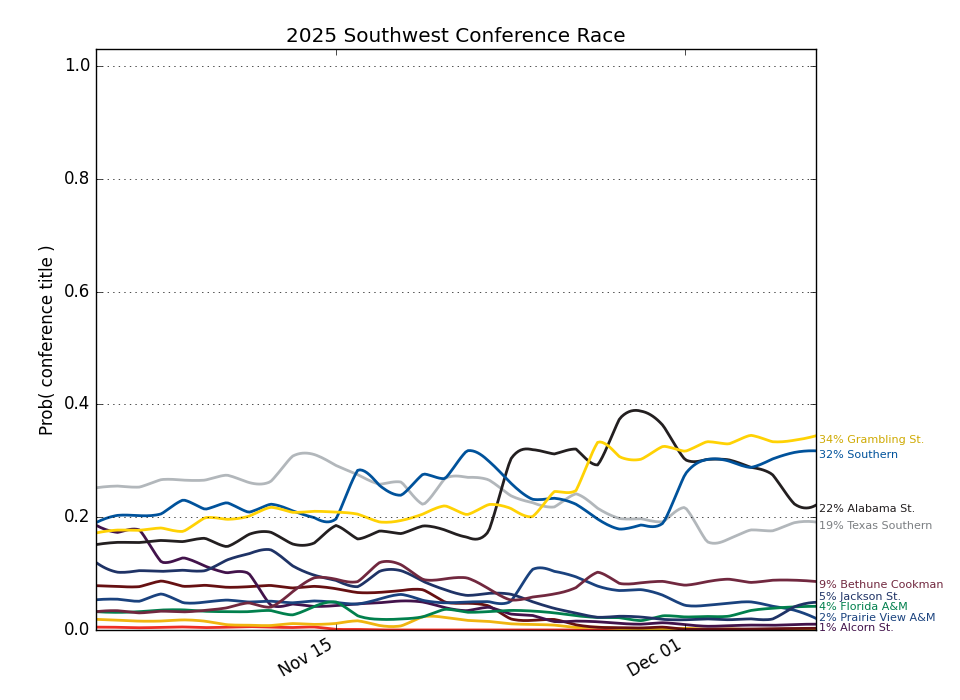 2025 Southwest Conference Race
Prob( conference title )
1.0
0.8
0.6
0.4
0.2
0.0
Nov 15
Dec 01
34% Grambling St.
32% Southern
22% Alabama St.
19% Texas Southern
9% Bethune Cookman
5% Jackson St.
4% Florida A&M
2% Prairie View A&M
1% Alcorn St.